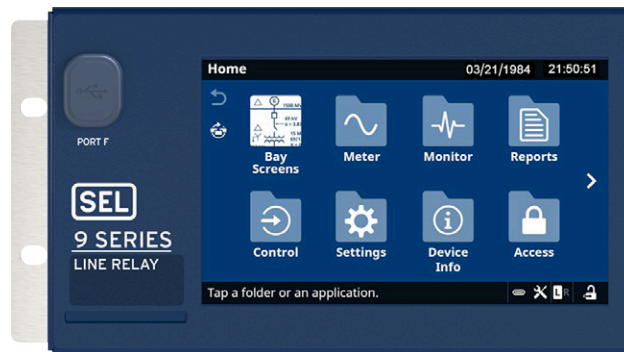 PORT F
SEL
9 SERIES
LINE RELAY
Home
03/21/1984 21:50:51
Bay
Screens
Meter
Monitor
Reports
Control
Settings
Device
Info
Access
Tap a folder or an application.
L R